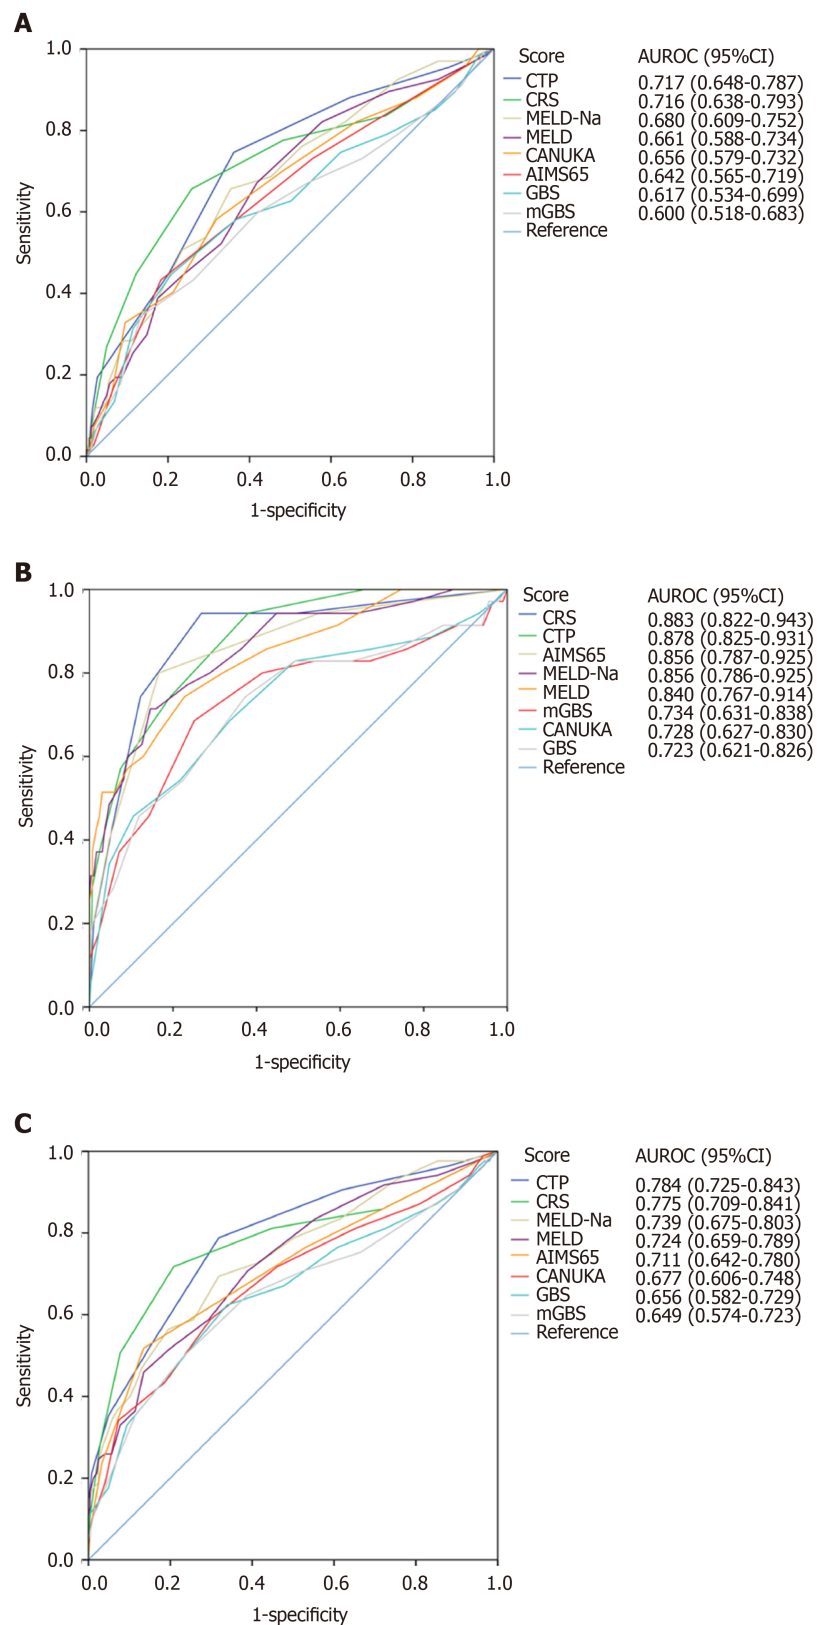 A
Score AUROC (95%CI)
CTP 0.717 (0.648-0.787)
CRS 0.716 (0.638-0.793)
MELD-Na 0.680 (0.609-0.752)
MELD 0.661 (0.588-0.734)
CANUKA 0.656 (0.579-0.732)
AIMS65 0.642 (0.565-0.719)
GBS 0.617 (0.534-0.699)
mGBS 0.600 (0.518-0.683)
Reference
Sensitivity
1.0
0.8
0.6
0.4
0.2
0.0
0.0 0.2 0.4 0.6 0.8 1.0
1-specificity
B
Score AUROC (95%CI)
CRS 0.883 (0.822-0.943)
CTP 0.878 (0.825-0.931)
AIMS65 0.856 (0.787-0.925)
MELD-Na 0.856 (0.786-0.925)
MELD 0.840 (0.767-0.914)
mGBS 0.734 (0.631-0.838)
CANUKA 0.728 (0.627-0.830)
GBS 0.723 (0.621-0.826)
Reference
Sensitivity
1.0
0.8
0.6
0.4
0.2
0.0
0.0 0.2 0.4 0.6 0.8 1.0
1-specificity
C
Score AUROC (95%CI)
CTP 0.784 (0.725-0.843)
CRS 0.775 (0.709-0.841)
MELD-Na 0.739 (0.675-0.803)
MELD 0.724 (0.659-0.789)
AIMS65 0.711 (0.642-0.780)
CANUKA 0.677 (0.606-0.748)
GBS 0.656 (0.582-0.729)
mGBS 0.649 (0.574-0.723)
Reference
Sensitivity
1.0
0.8
0.6
0.4
0.2
0.0
0.0 0.2 0.4 0.6 0.8 1.0
1-specificity